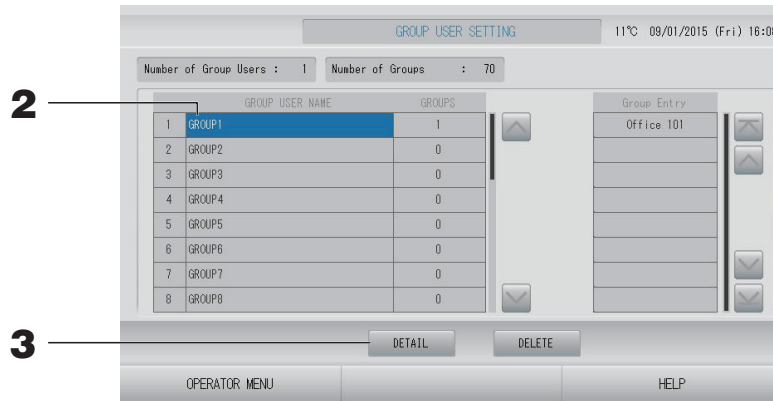 GROUP USER SETTING 11°C 09/01/2015 (Fri) 16:08
Number of Group Users : 1 Number of Groups : 70
GROUP USER NAME GROUPS Group Entry
2
1 GROUP1 1 Office 101
2 GROUP2 0
3 GROUP3 0
4 GROUP4 0
5 GROUP5 0
6 GROUP6 0
7 GROUP7 0
8 GROUP8 0
3
DETAIL DELETE
OPERATOR MENU HELP